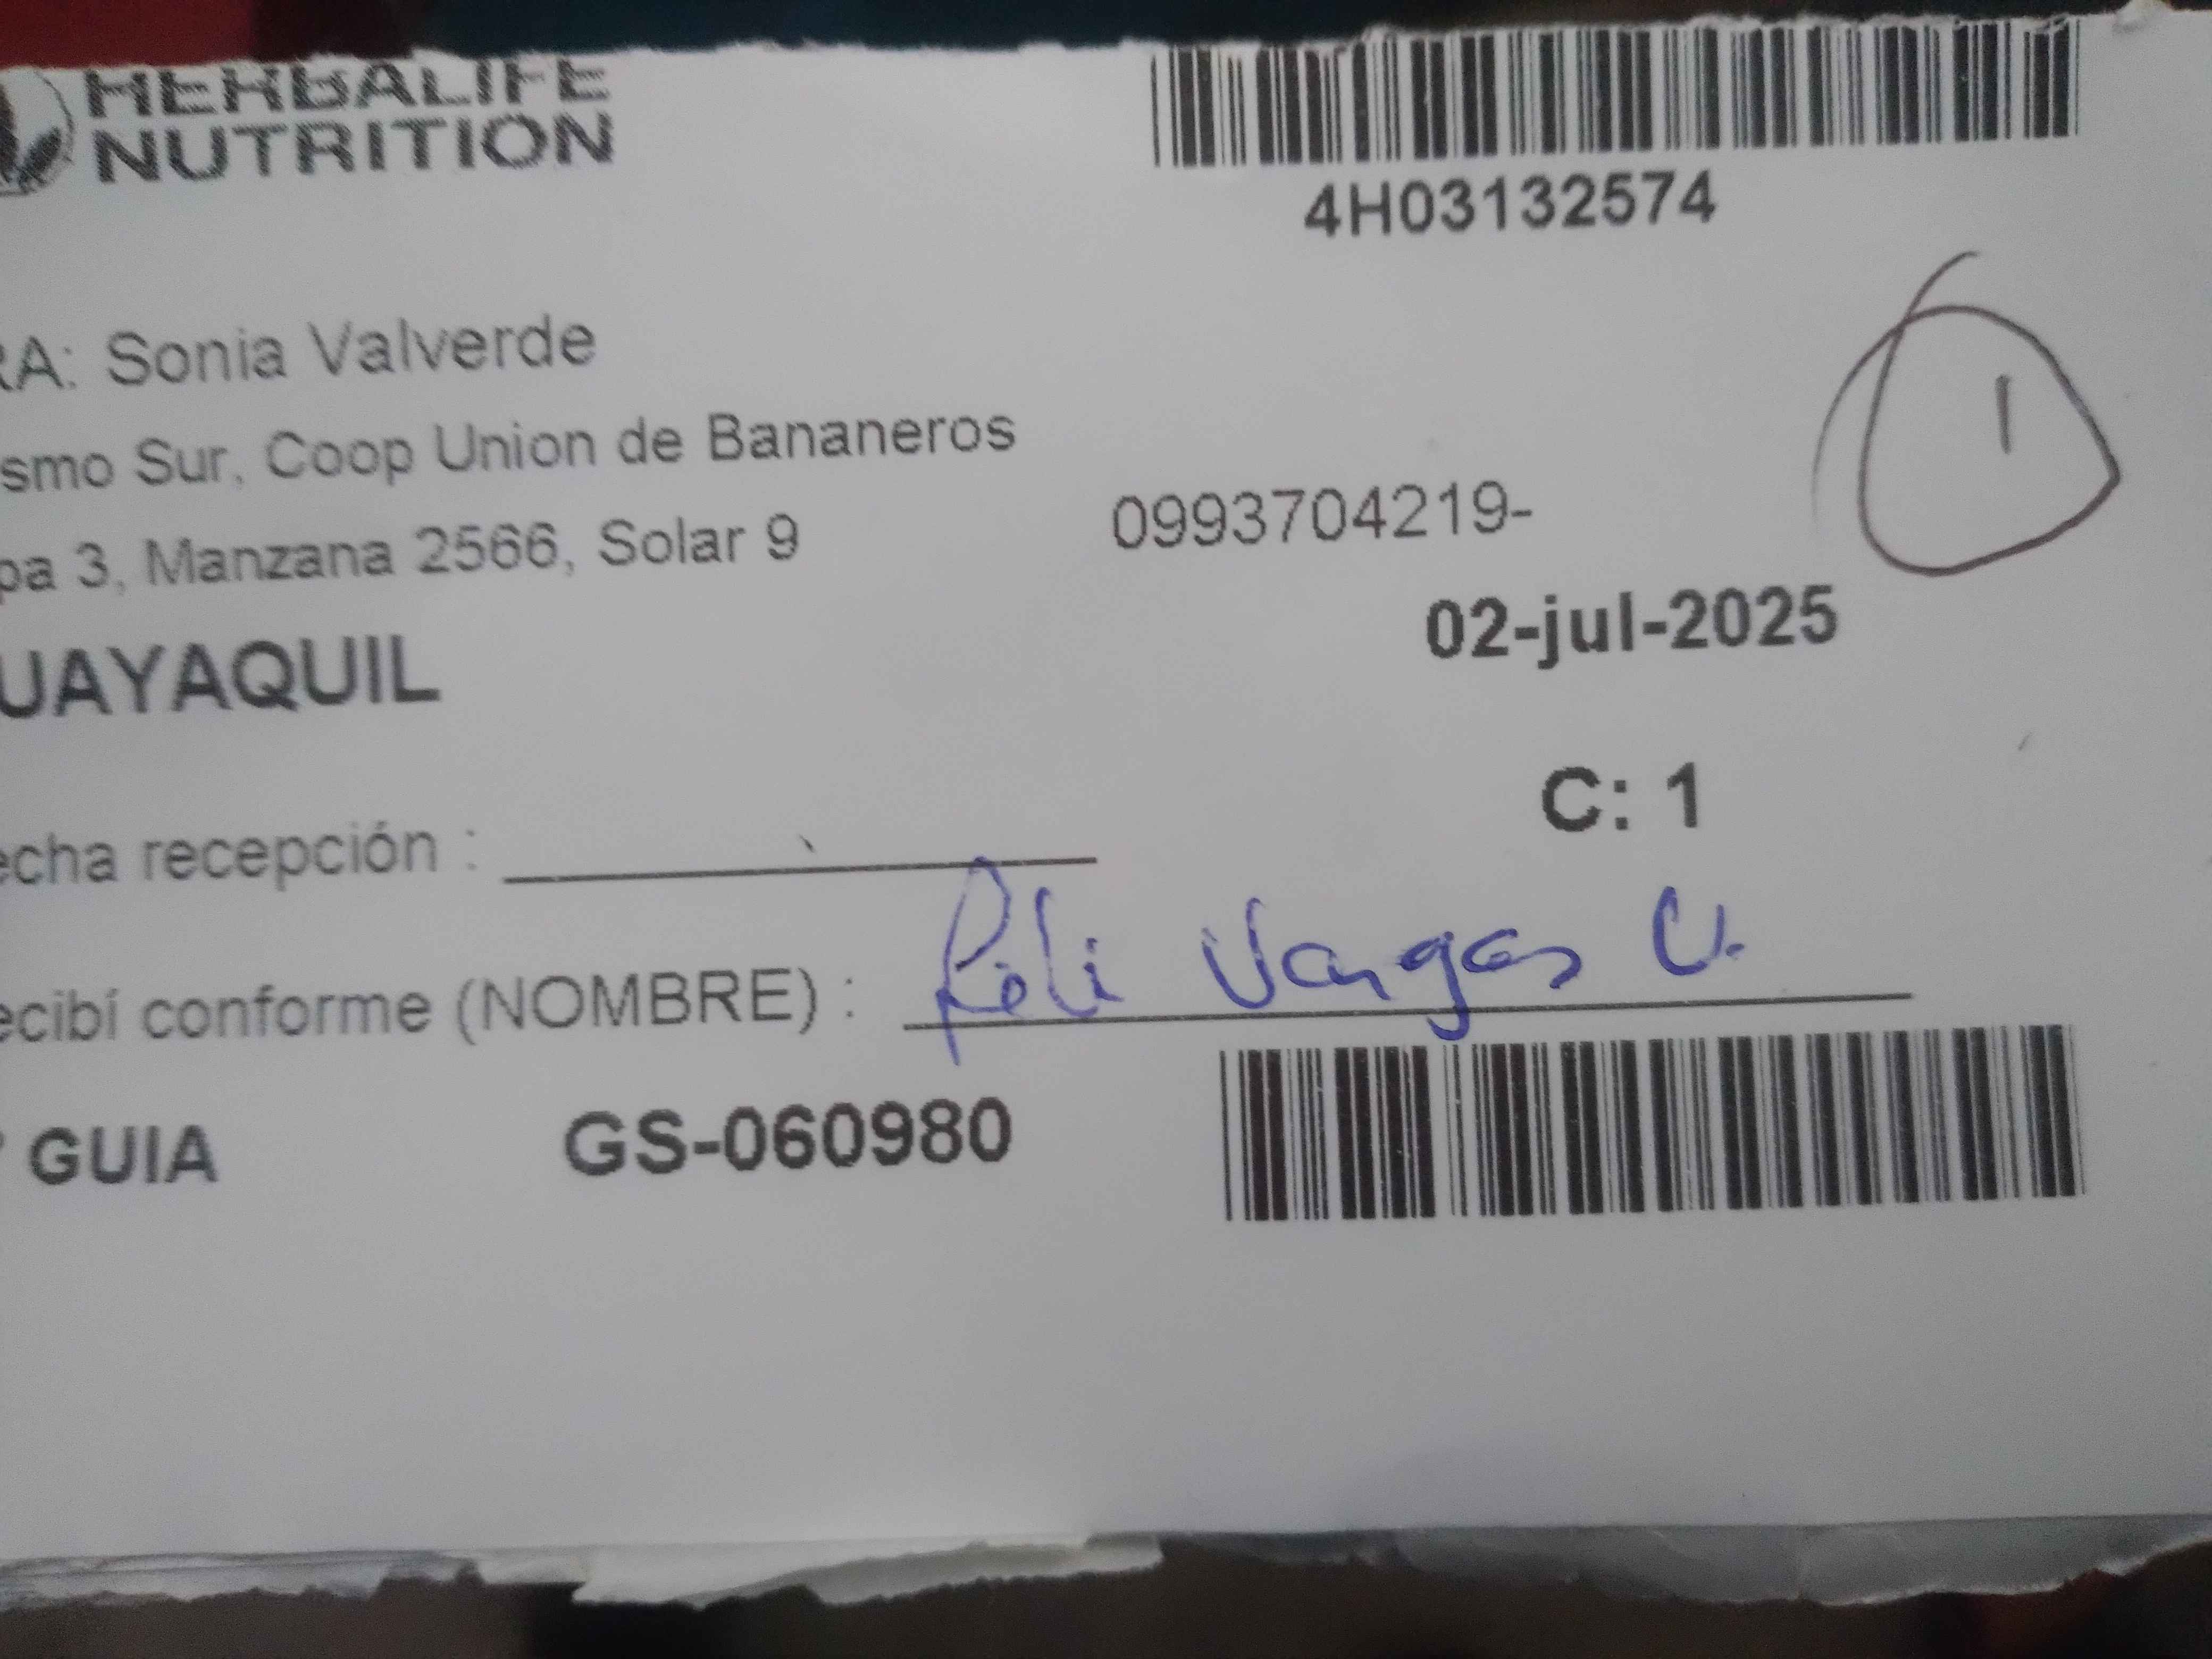 HERBALIFE
NUTRITION
4H03132574
1
RA: Sonia Valverde
smo Sur, Coop Union de Bananeros
pa 3, Manzana 2566, Solar 9
0993704219-
02-jul-2025
UAYAQUIL
C: 1
echa recepción :
ecibí conforme (NOMBRE) : Vargas V.
GUIA GS-060980